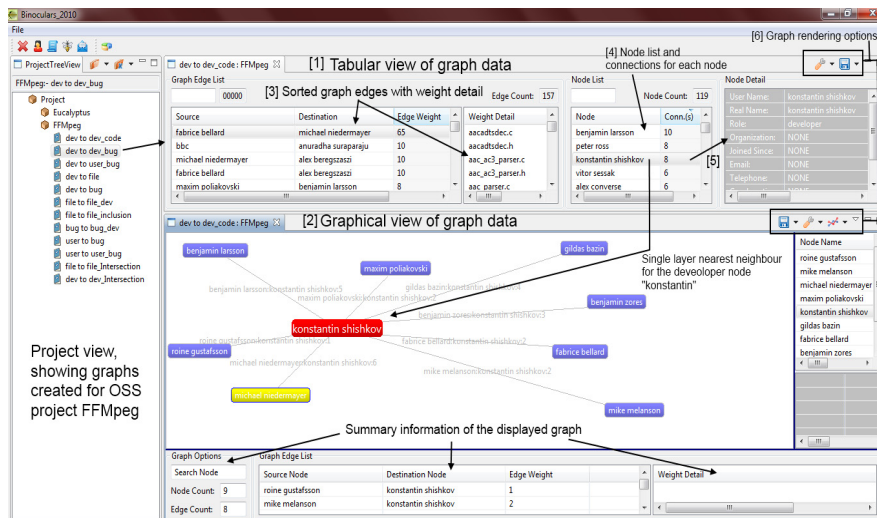 Binoculars_2010
File
[6] Graph rendering options
ProjectTreeView
FFMpeg:- dev to dev_bug
Project
Eucalyptus
FFMpeg
dev to dev_code
dev to dev_bug
dev to user_bug
dev to file
dev to bug
file to file_dev
file to file_inclusion
bug to bug_dev
user to bug
user to user_bug
file to file_Intersection
dev to dev_Intersection
Project view,
showing graphs
created for OSS
project FFMpeg
dev to dev_code : FFMpeg
[1] Tabular view of graph data
[4] Node list and
connections for each node
Graph Edge List
00000
[3] Sorted graph edges with weight detail
Edge Count: 157
Source Destination Edge Weight
fabrice bellard michael niedermayer 65
bbc anuradha suraparaju 10
michael niedermayer alex beregszaszi 10
fabrice bellard alex beregszaszi 10
maxim poliakovski benjamin larsson 8
Weight Detail
aacadtsdec.c
aacadtsdec.h
aac_ac3_parser.c
aac_ac3_parser.h
aac parser.c
Node List
Node Count: 119
Node Conn.(s)
benjamin larsson 10
peter ross 8
konstantin shishkov 8
vitor sessak 6
alex converse 6
[5]
Node Detail
User Name: konstantin shishkov
Real Name: konstantin shishkov
Role: developer
Organization: NONE
Joined Since: NONE
Email: NONE
Telephone: NONE
dev to dev_code : FFMpeg
[2] Graphical view of graph data
benjamin larsson
maxim poliakovski
gildas bazin
benjamin zores
konstantin shishkov
roine gustafsson
fabrice bellard
michael niedermayer
mike melanson
benjamin larsson:konstantin shishkov:5
maxim poliakovski:konstantin shishkov:2
gildas bazin:konstantin shishkov:4
benjamin zores:konstantin shishkov:3
roine gustafsson:konstantin shishkov:1
fabrice bellard:konstantin shishkov:2
michael niedermayer:konstantin shishkov:6
mike melanson:konstantin shishkov:2
Single layer nearest neighbour
for the deveoloper node
"konstantin"
Node Name
roine gustafsson
mike melanson
michael niedermayer
maxim poliakovski
konstantin shishkov
gildas bazin
fabrice bellard
benjamin zores
Summary information of the displayed graph
Graph Options
Search Node
Node Count: 9
Edge Count: 8
Graph Edge List
Source Node Destination Node Edge Weight
roine gustafsson konstantin shishkov 1
mike melanson konstantin shishkov 2
Weight Detail